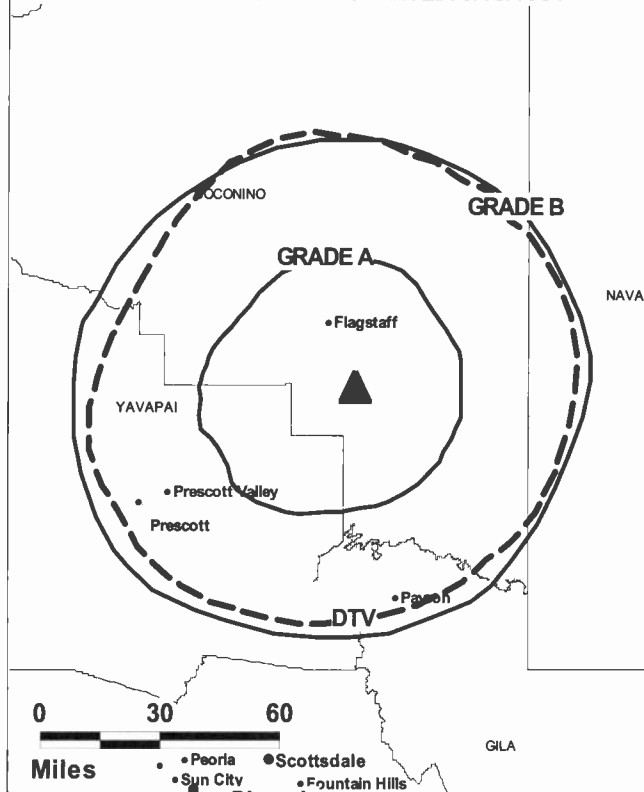 COCONINO
GRADE B
GRADE A
NAVA
Flagstaff
YAVAPAI
Prescott Valley
Prescott
Payson
DTV
0 30 60
Miles
GILA
Peoria
Scottsdale
Sun City
Fountain Hills